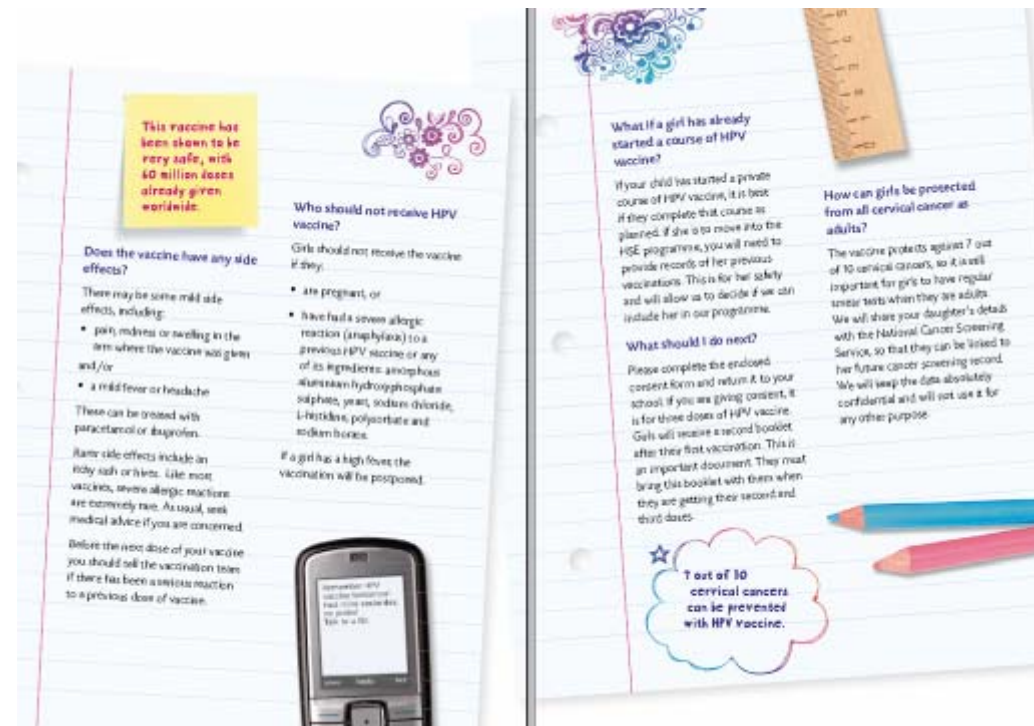 This vaccine has
been shown to be
very safe, with
60 million doses
already given
worldwide.
Does the vaccine have any side
effects?
There may be some mild side
effects, including:
• pain, redness or swelling in the
arm where the vaccine was given
and/or
• a mild fever or headache
These can be treated with
paracetamol or ibuprofen.
Rarer side effects include an
itchy rash or hives. Like most
vaccines, severe allergic reactions
are extremely rare. As usual, seek
medical advice if you are concerned.
Before the next dose of your vaccine
you should tell the vaccination team
if there has been a serious reaction
to a previous dose of vaccine.
Who should not receive HPV
vaccine?
Girls should not receive the vaccine
if they:
• are pregnant, or
• have had a severe allergic
reaction (anaphylaxis) to a
previous HPV vaccine or any
of its ingredients: amorphous
aluminium hydroxyphosphate
sulphate, yeast, sodium chloride,
L-histidine, polysorbate and
sodium borate.
If a girl has a high fever, the
vaccination will be postponed.
Remember HPV
vaccine tomorrow!
Had mine yesterday,
no probs!
Talk to u l8r.
What if a girl has already
started a course of HPV
vaccine?
If your child has started a private
course of HPV vaccine, it is best
if they complete that course as
planned. If she is to move into the
HSE programme, you will need to
provide records of her previous
vaccinations. This is for her safety
and will allow us to decide if we can
include her in our programme.
What should I do next?
Please complete the enclosed
consent form and return it to your
school. If you are giving consent, it
is for three doses of HPV vaccine.
Girls will receive a second booklet
after their first vaccination. This is
an important document. They must
bring this booklet with them when
they are getting their second and
third doses.
7 out of 10
cervical cancers
can be prevented
with HPV vaccine.
How can girls be protected
from all cervical cancer as
adults?
The vaccine protects against 7 out
of 10 cervical cancers, so it is still
important for girls to have regular
smear tests when they are adults.
We will share your daughter's details
with the National Cancer Screening
Service, so that they can be linked to
her future cancer screening record.
We will keep the data absolutely
confidential and will not use it for
any other purpose.